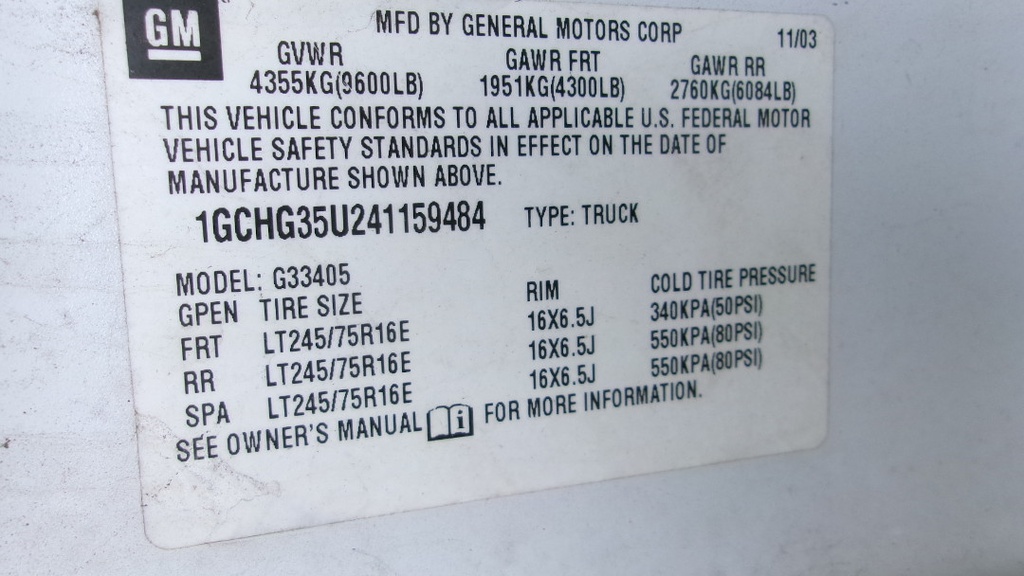 GM
MFD BY GENERAL MOTORS CORP 11/03
GVWR GAWR FRT GAWR RR
4355KG(9600LB) 1951KG(4300LB) 2760KG(6084LB)
THIS VEHICLE CONFORMS TO ALL APPLICABLE U.S. FEDERAL MOTOR
VEHICLE SAFETY STANDARDS IN EFFECT ON THE DATE OF
MANUFACTURE SHOWN ABOVE.
1GCHG35U241159484 TYPE: TRUCK
MODEL: G33405
GPEN TIRE SIZE RIM COLD TIRE PRESSURE
FRT LT245/75R16E 16X6.5J 340KPA(50PSI)
RR LT245/75R16E 16X6.5J 550KPA(80PSI)
SPA LT245/75R16E 16X6.5J 550KPA(80PSI)
SEE OWNER'S MANUAL i FOR MORE INFORMATION.